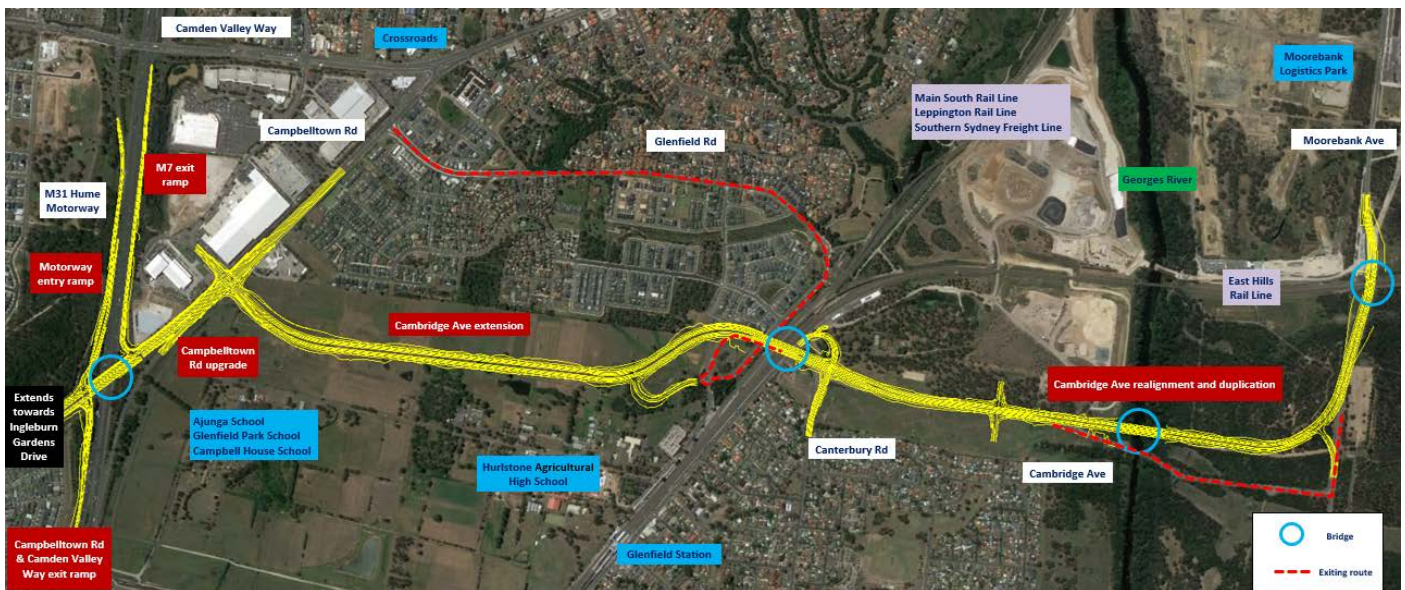 Camden Valley Way
Crossroads
Moorebank
Logistics Park
Main South Rail Line
Leppington Rail Line
Southern Sydney Freight Line
Campbelltown Rd
Glenfield Rd
Moorebank Ave
M7 exit
ramp
Georges River
M31 Hume
Motorway
Motorway
entry ramp
East Hills
Rail Line
Cambridge Ave extension
Campbelltown
Rd upgrade
Cambridge Ave realignment and duplication
Extends
towards
Ingleburn
Gardens
Drive
Ajunga School
Glenfield Park School
Campbell House School
Canterbury Rd
Hurlstone Agricultural
High School
Cambridge Ave
Glenfield Station
Campbelltown Rd
& Camden Valley
Way exit ramp
Bridge
Exiting route